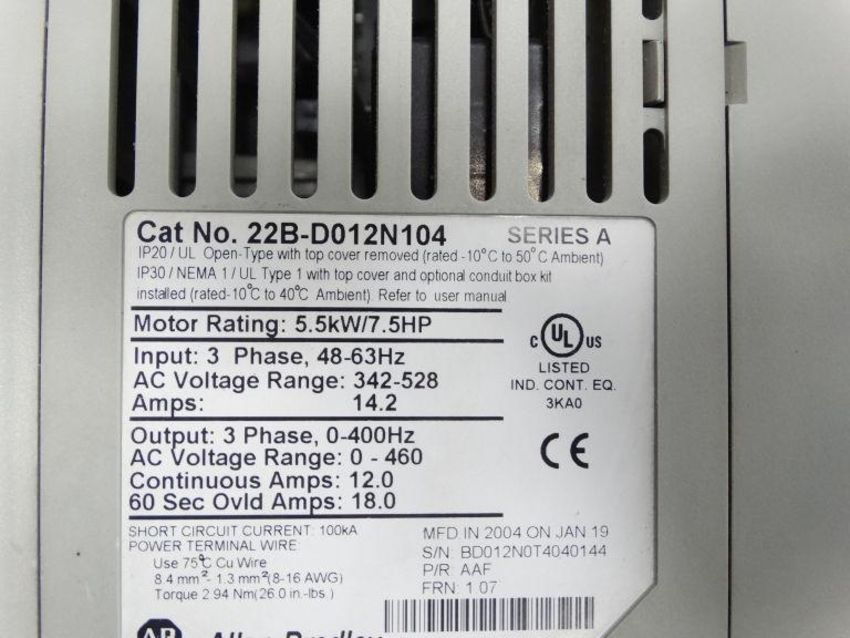 Cat No. 22B-D012N104 SERIES A
IP20 / UL Open-Type with top cover removed (rated -10°C to 50°C Ambient)
IP30 / NEMA 1 / UL Type 1 with top cover and optional conduit box kit
installed (rated-10°C to 40°C Ambient). Refer to user manual
Motor Rating: 5.5kW/7.5HP
Input: 3 Phase, 48-63Hz
AC Voltage Range: 342-528
Amps: 14.2
C UL US
LISTED
IND. CONT. EQ.
3KA0
Output: 3 Phase, 0-400Hz
AC Voltage Range: 0 - 460
Continuous Amps: 12.0
60 Sec Ovld Amps: 18.0
CE
SHORT CIRCUIT CURRENT: 100kA
POWER TERMINAL WIRE:
Use 75°C Cu Wire
8.4 mm²- 1.3 mm²(8-16 AWG)
Torque 2.94 Nm(26.0 in.-lbs.)
MFD IN 2004 ON JAN 19
S/N: BD012N0T4040144
P/R: AAF
FRN: 1.07
AB Allen-Bradley